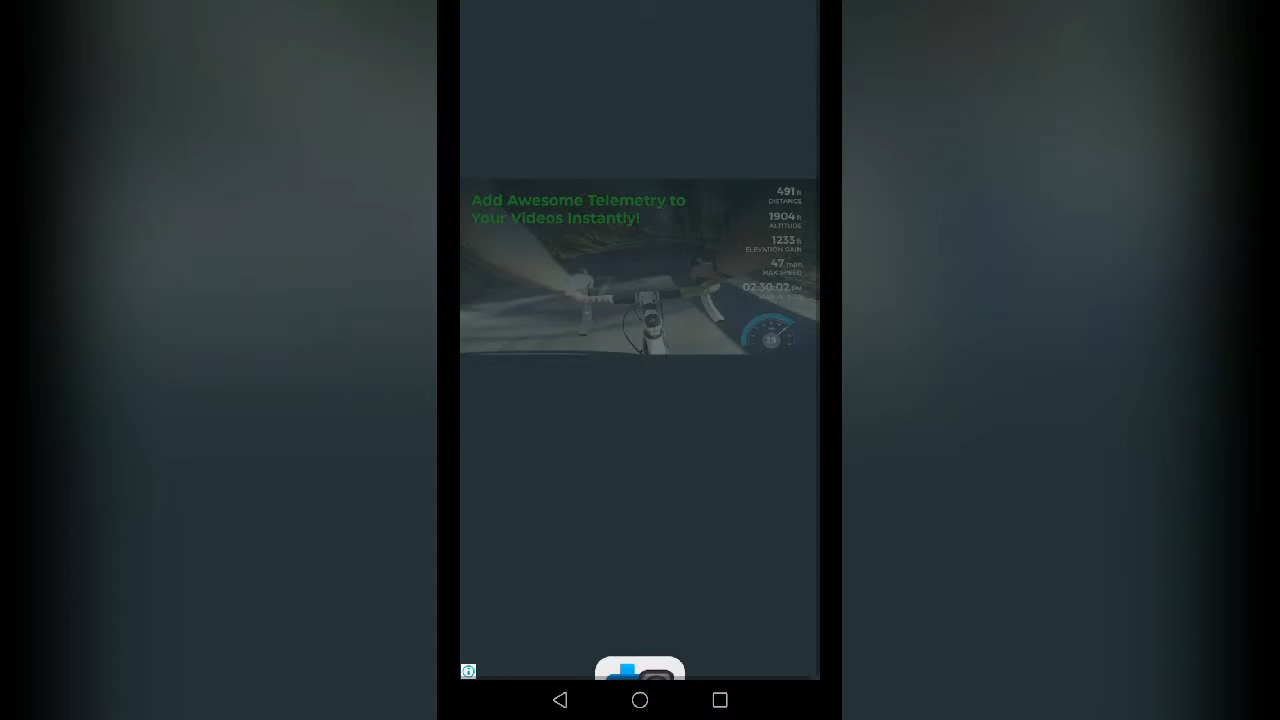 Add Awesome Telemetry to
Your Videos Instantly!
491 ft
DISTANCE
1904 ft
ALTITUDE
1233 ft
ELEVATION GAIN
47 mph
MAX SPEED
02:30:02 PM